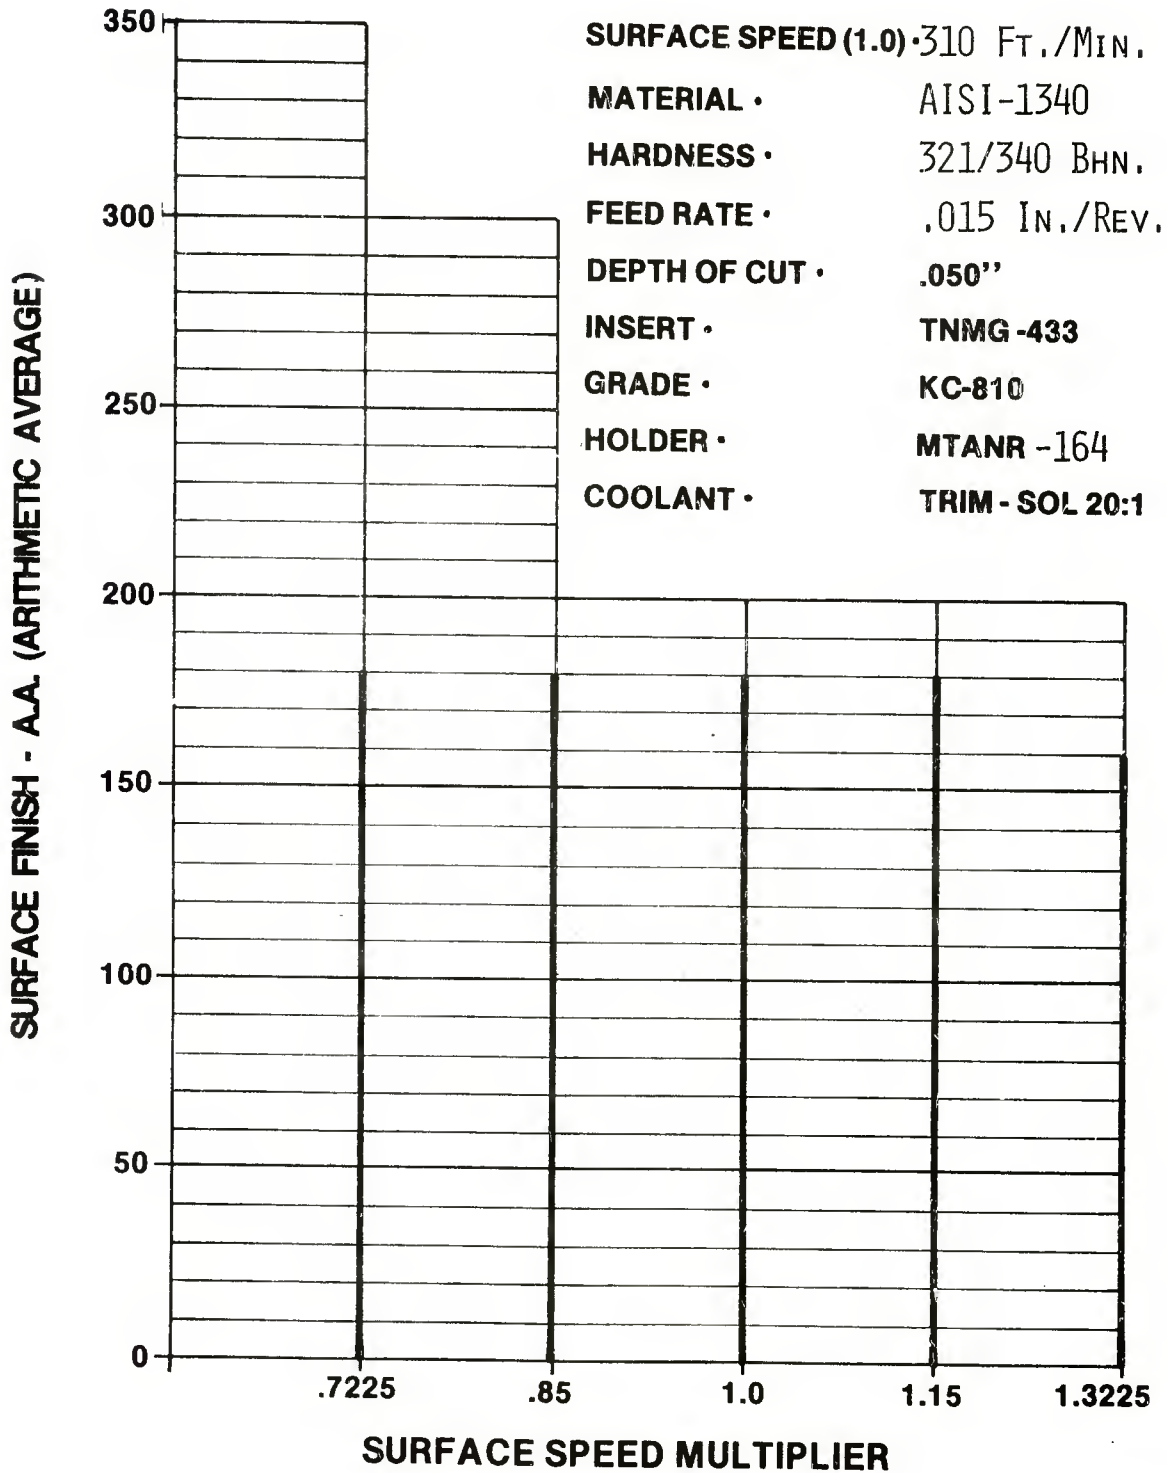 SURFACE SPEED (1.0) · 310 FT./MIN.
MATERIAL · AISI-1340
HARDNESS · 321/340 BHN.
FEED RATE · .015 IN./REV.
DEPTH OF CUT · .050”
INSERT · TNMG -433
GRADE · KC-810
HOLDER · MTANR -164
COOLANT · TRIM - SOL 20:1
SURFACE FINISH - A.A. (ARITHMETIC AVERAGE)
350
300
250
200
150
100
50
0
.7225 .85 1.0 1.15 1.3225
SURFACE SPEED MULTIPLIER